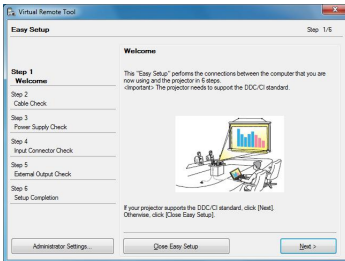 Virtual Remote Tool
Easy Setup
Step 1/6
Welcome
Step 1
Welcome
This "Easy Setup" performs the connections between the computer that you are
now using and the projector in 6 steps.
<Important> The projector needs to support the DDC/CI standard.
Step 2
Cable Check
Step 3
Power Supply Check
Step 4
Input Connector Check
Step 5
External Output Check
Step 6
Setup Completion
If your projector supports the DDC/CI standard, click [Next].
Otherwise, click [Close Easy Setup].
Administrator Settings...
Close Easy Setup
Next >